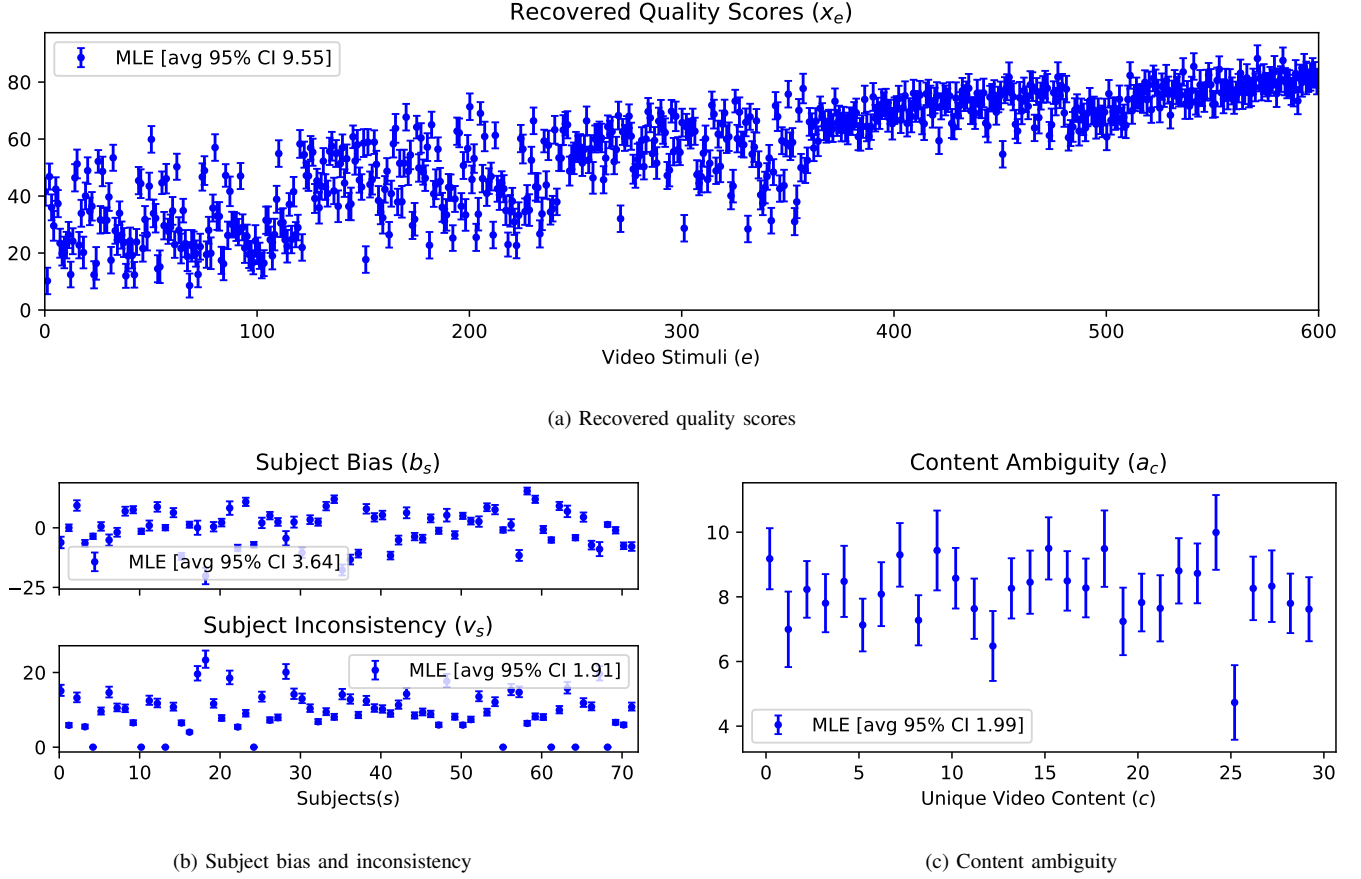 Recovered Quality Scores (xₑ)
MLE [avg 95% CI 9.55]
80
60
40
20
0
0 100 200 300 400 500 600
Video Stimuli (e)
(a) Recovered quality scores
Subject Bias (bₛ)
0
MLE [avg 95% CI 3.64]
−25
Subject Inconsistency (vₛ)
20
MLE [avg 95% CI 1.91]
0
0 10 20 30 40 50 60 70
Subjects(s)
(b) Subject bias and inconsistency
Content Ambiguity (a_c)
10
8
6
4
MLE [avg 95% CI 1.99]
0 5 10 15 20 25 30
Unique Video Content (c)
(c) Content ambiguity